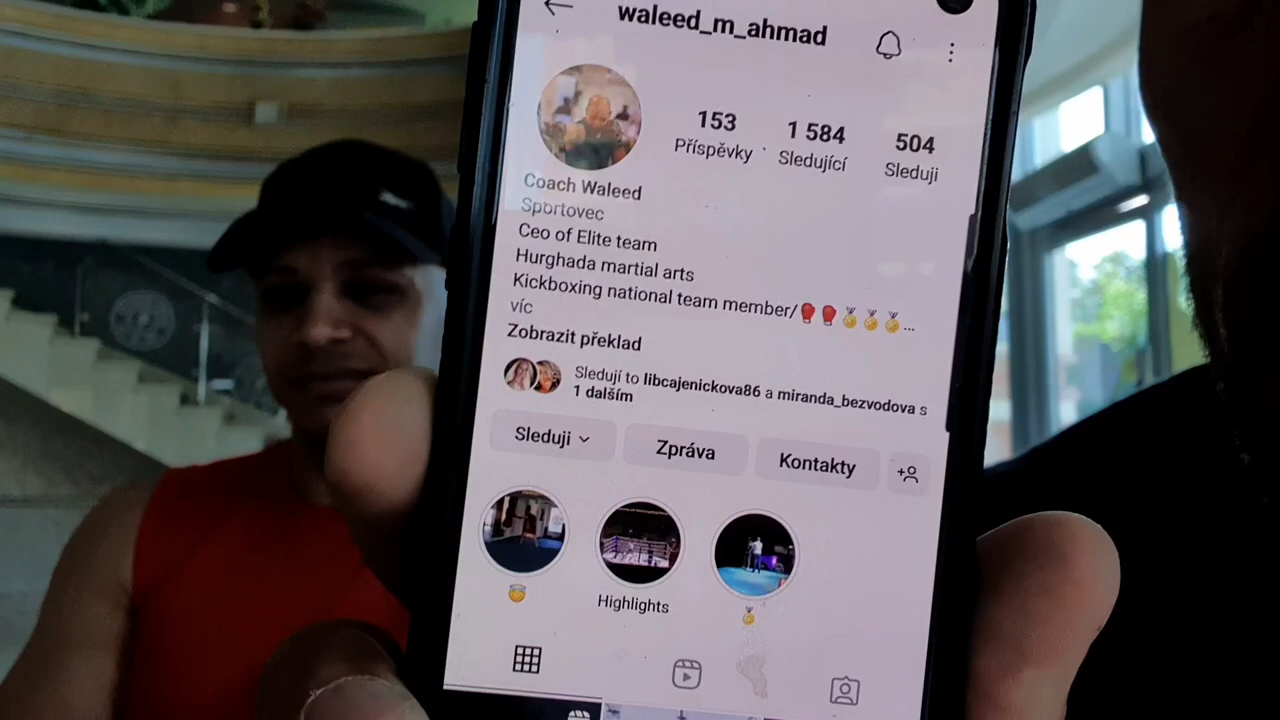 waleed_m_ahmad
153 1 584 504
Příspěvky Sledující Sleduji
Coach Waleed
Sportovec
Ceo of Elite team
Hurghada martial arts
Kickboxing national team member/🥊🥊🥇🥇🥇...
víc
Zobrazit překlad
Sledují to libcajenickova86 a miranda_bezvodova s
1 dalším
Sleduji Zpráva Kontakty
😇 Highlights 🥇